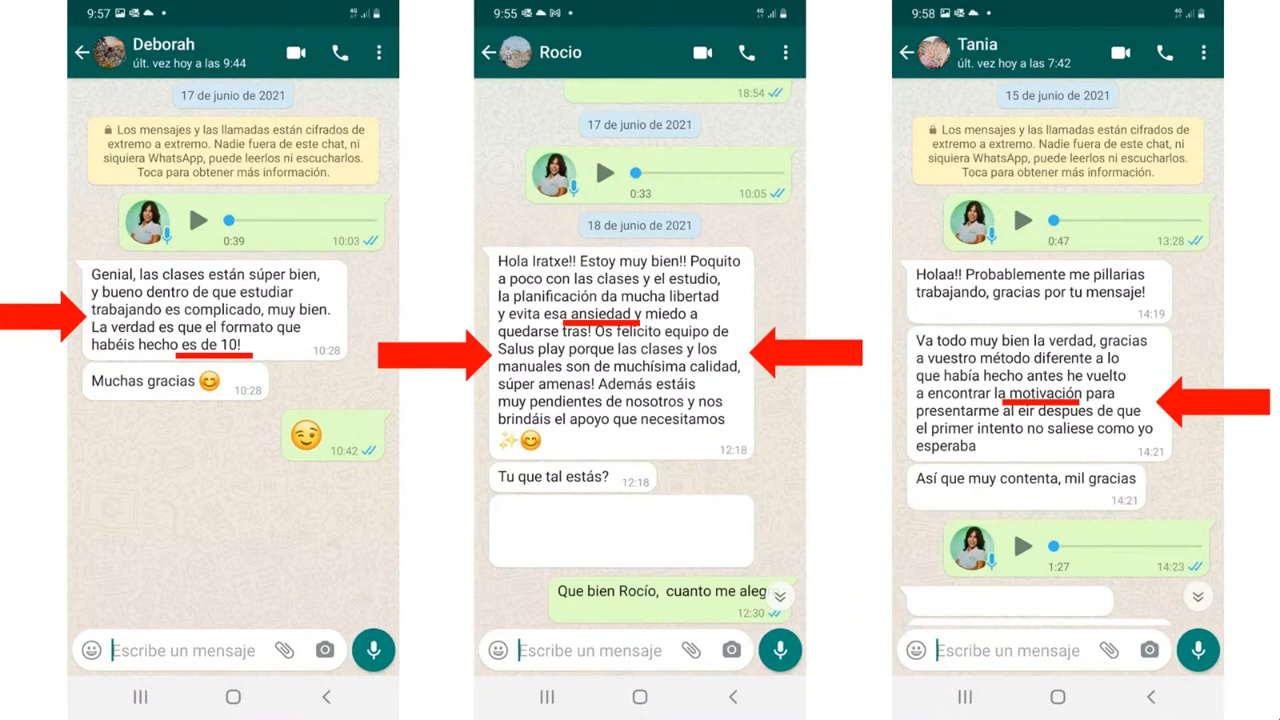 9:57
4G
Deborah
últ. vez hoy a las 9:44
17 de junio de 2021
Los mensajes y las llamadas están cifrados de
extremo a extremo. Nadie fuera de este chat, ni
siquiera WhatsApp, puede leerlos ni escucharlos.
Toca para obtener más información.
0:39
10:03
Genial, las clases están súper bien,
y bueno dentro de que estudiar
trabajando es complicado, muy bien.
La verdad es que el formato que
habéis hecho es de 10!
10:28
Muchas gracias 😊
10:28
😉
10:42
Escribe un mensaje
9:55
4G
Rocio
18:54
17 de junio de 2021
0:33
10:05
18 de junio de 2021
Hola Iratxe!! Estoy muy bien!! Poquito
a poco con las clases y el estudio,
la planificación da mucha libertad
y evita esa ansiedad y miedo a
quedarse tras! Os felicito equipo de
Salus play porque las clases y los
manuales son de muchísima calidad,
súper amenas! Además estáis
muy pendientes de nosotros y nos
brindáis el apoyo que necesitamos
✨😊
12:18
Tu que tal estás?
12:18
Que bien Rocío, cuanto me aleg
12:30
Escribe un mensaje
9:58
4G
Tania
últ. vez hoy a las 7:42
15 de junio de 2021
Los mensajes y las llamadas están cifrados de
extremo a extremo. Nadie fuera de este chat, ni
siquiera WhatsApp, puede leerlos ni escucharlos.
Toca para obtener más información.
0:47
13:28
Holaa!! Probablemente me pillarias
trabajando, gracias por tu mensaje!
14:19
Va todo muy bien la verdad, gracias
a vuestro método diferente a lo
que había hecho antes he vuelto
a encontrar la motivación para
presentarme al eir después de que
el primer intento no saliese como yo
esperaba
14:21
Así que muy contenta, mil gracias
14:21
1:27
14:23
Escribe un mensaje